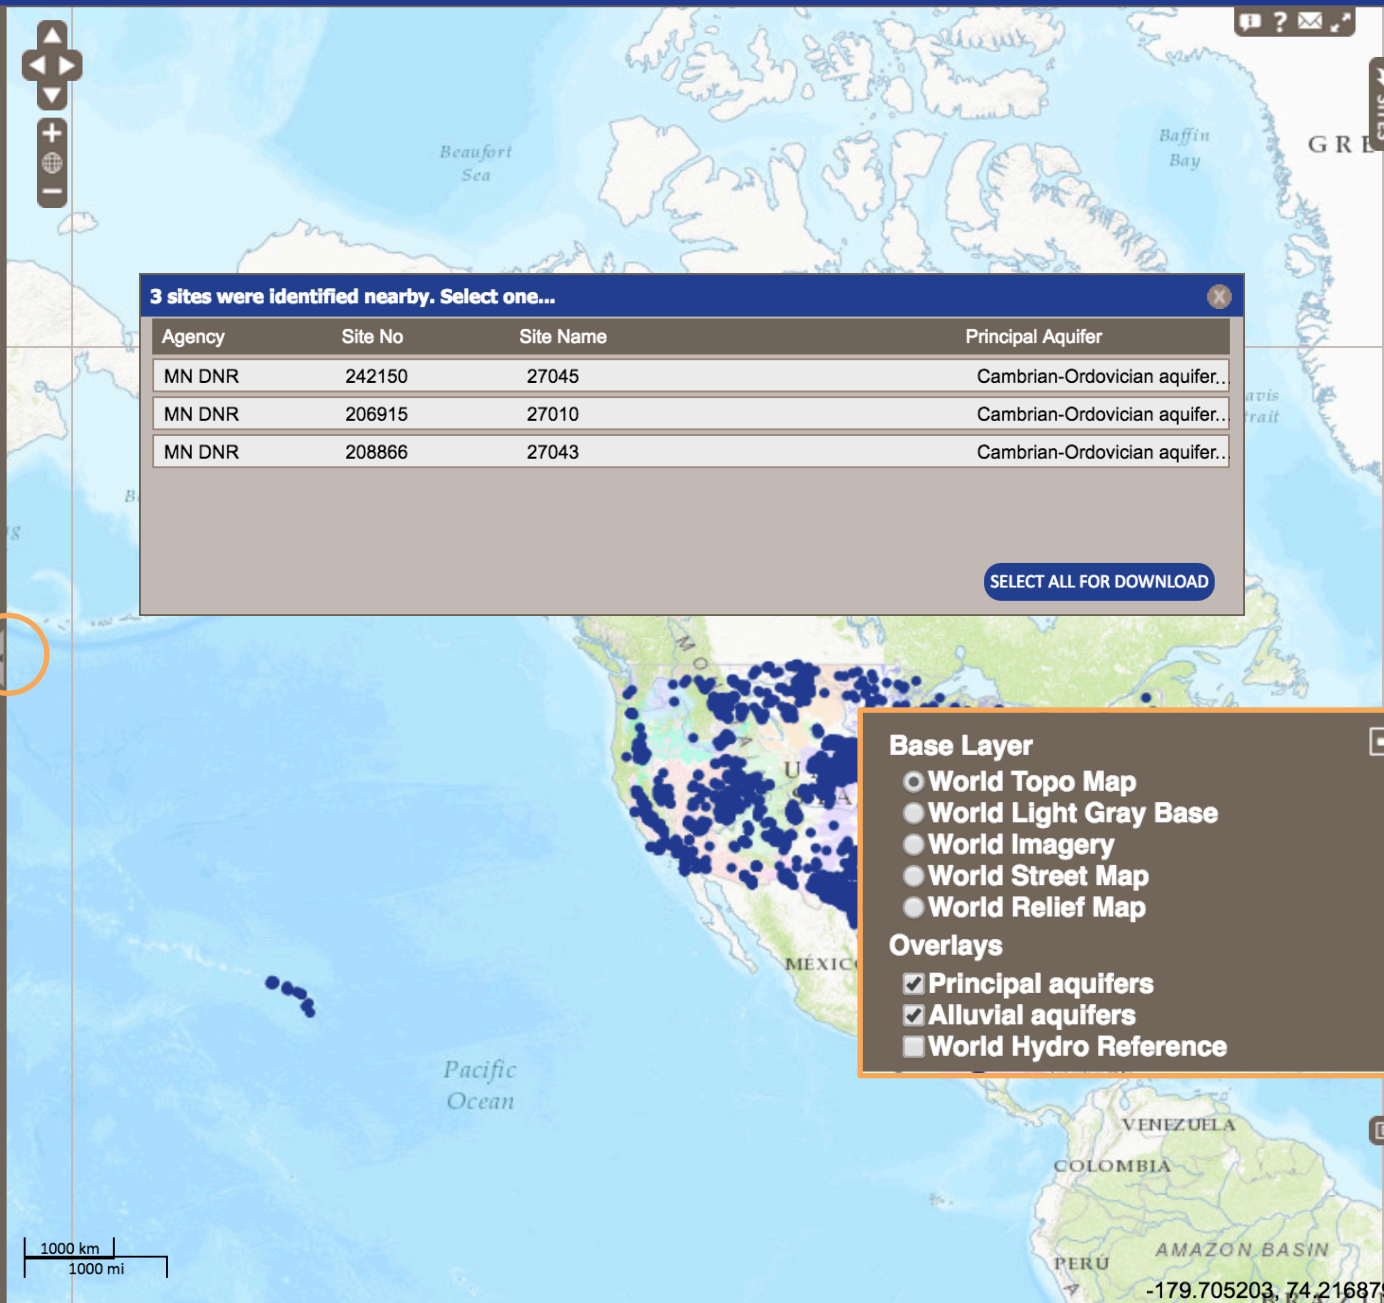 Baffin
Bay
Beaufort
Sea
3 sites were identified nearby. Select one...
X
Agency Site No Site Name Principal Aquifer
MN DNR 242150 27045 Cambrian-Ordovician aquifer...
MN DNR 206915 27010 Cambrian-Ordovician aquifer...
MN DNR 208866 27043 Cambrian-Ordovician aquifer...
SELECT ALL FOR DOWNLOAD
Base Layer
World Topo Map
World Light Gray Base
World Imagery
World Street Map
World Relief Map
Overlays
Principal aquifers
Alluvial aquifers
World Hydro Reference
Pacific
Ocean
VENEZUELA
COLOMBIA
AMAZON BASIN
PERÚ
1000 km
1000 mi
-179.705203, 74.216879